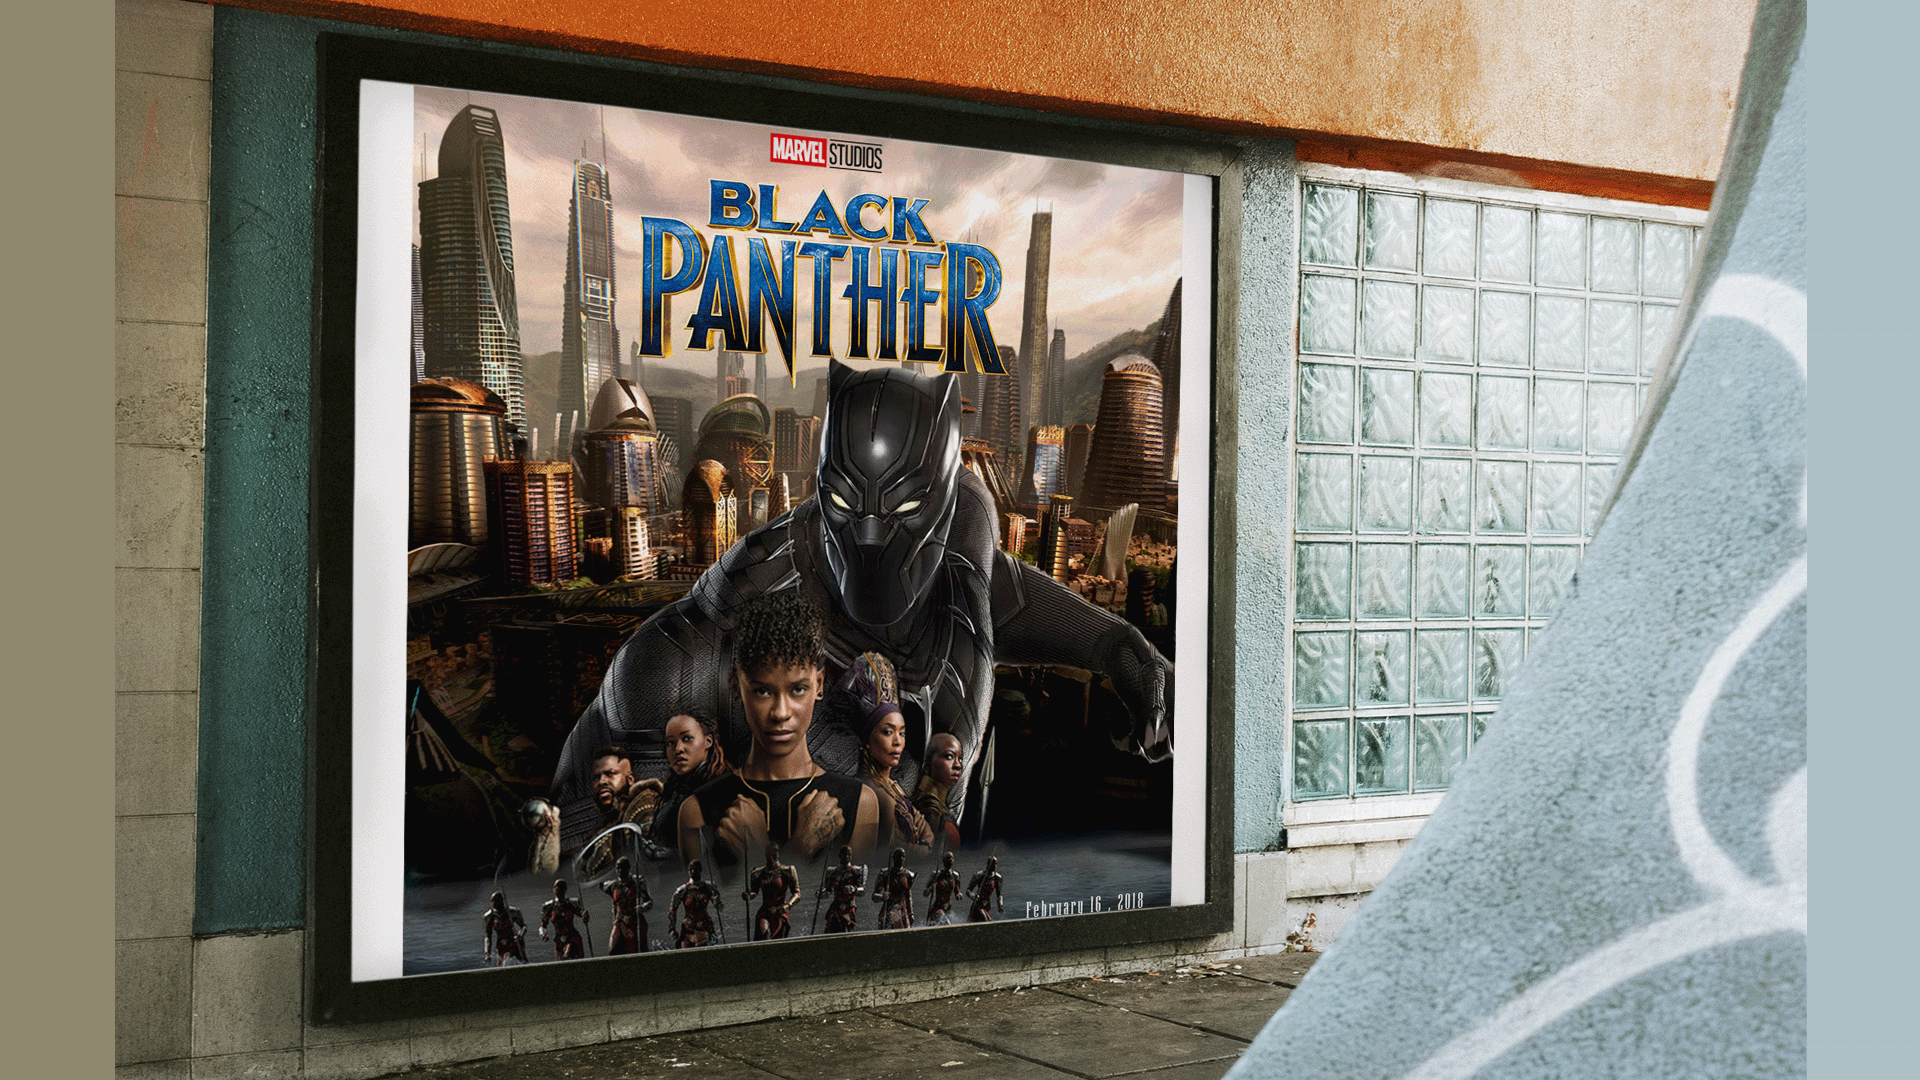 MARVEL STUDIOS
BLACK
PANTHER
February 16 , 2018